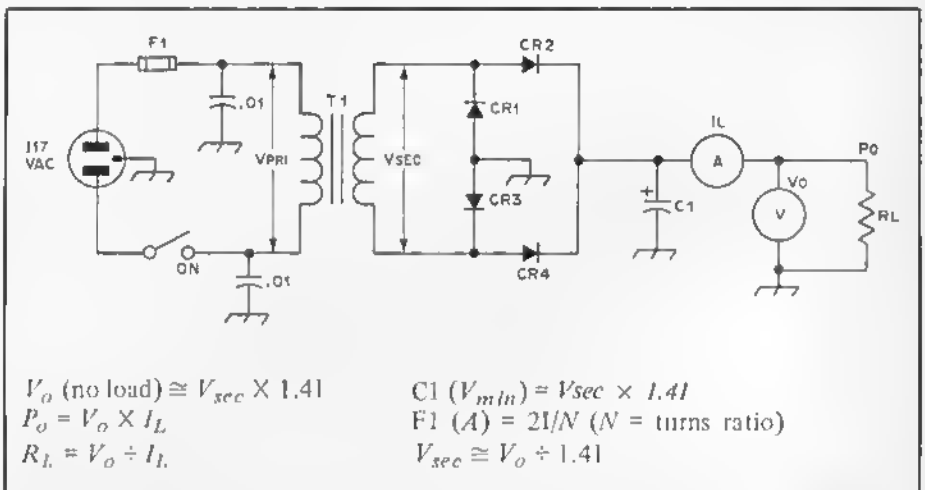 F1
.01
117
VAC
VPRI
T1
VSEC
CR2
CR1
CR3
CR4
+
C1
IL
A
PO
VO
V
RL
ON
.01
V_o (no load) ≅ V_sec × 1.41
P_o = V_o × I_L
R_L = V_o ÷ I_L
C1 (V_min) = Vsec × 1.41
F1 (A) = 2I/N (N = turns ratio)
V_sec ≅ V_o ÷ 1.41